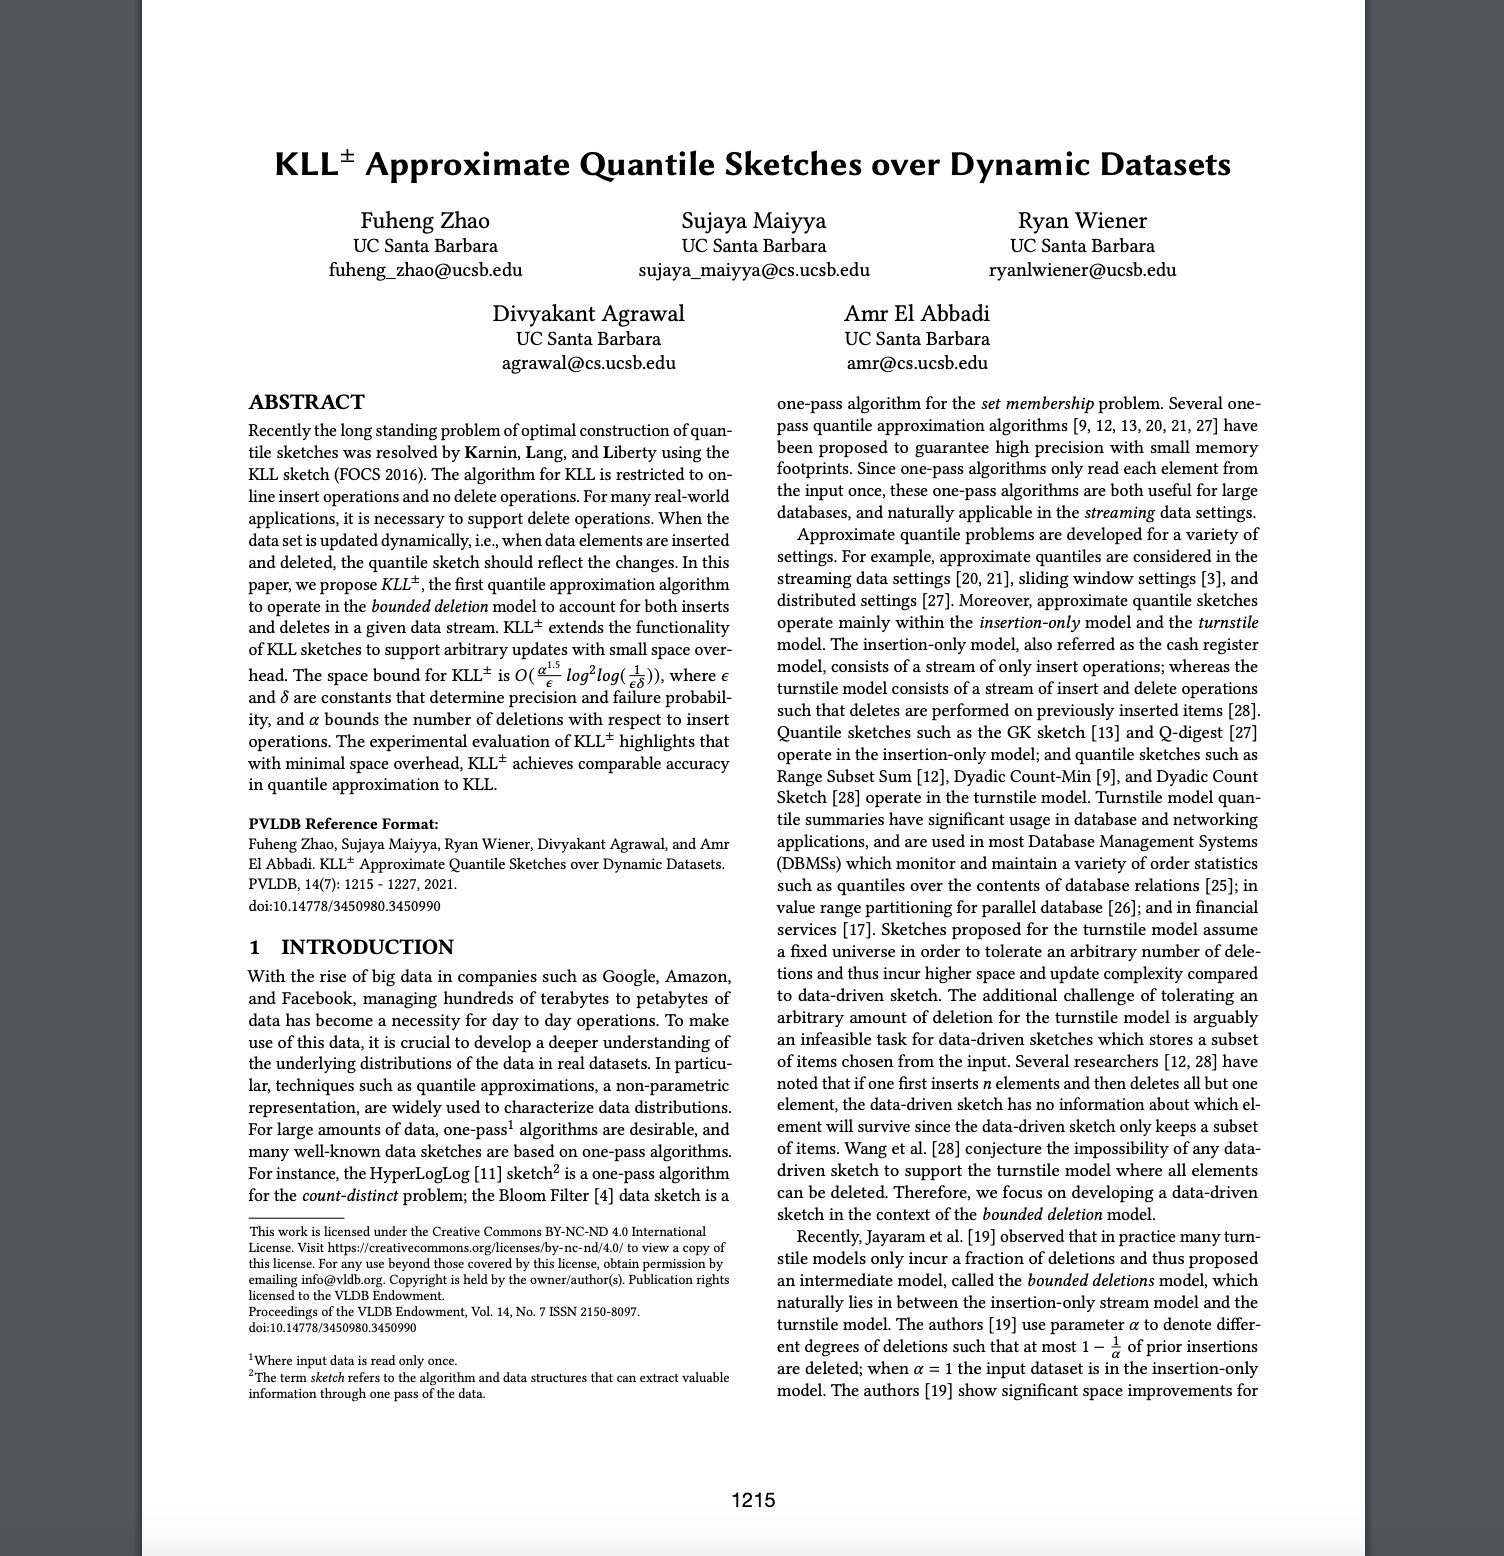 KLL± Approximate Quantile Sketches over Dynamic Datasets
Fuheng Zhao
UC Santa Barbara
fuheng_zhao@ucsb.edu
Sujaya Maiyya
UC Santa Barbara
sujaya_maiyya@cs.ucsb.edu
Ryan Wiener
UC Santa Barbara
ryanlwiener@ucsb.edu
Divyakant Agrawal
UC Santa Barbara
agrawal@cs.ucsb.edu
Amr El Abbadi
UC Santa Barbara
amr@cs.ucsb.edu
ABSTRACT
Recently the long standing problem of optimal construction of quan-
tile sketches was resolved by Karnin, Lang, and Liberty using the
KLL sketch (FOCS 2016). The algorithm for KLL is restricted to on-
line insert operations and no delete operations. For many real-world
applications, it is necessary to support delete operations. When the
data set is updated dynamically, i.e., when data elements are inserted
and deleted, the quantile sketch should reflect the changes. In this
paper, we propose KLL±, the first quantile approximation algorithm
to operate in the bounded deletion model to account for both inserts
and deletes in a given data stream. KLL± extends the functionality
of KLL sketches to support arbitrary updates with small space over-
head. The space bound for KLL± is O(α^1.5/ϵ log²log(1/ϵδ)), where ϵ
and δ are constants that determine precision and failure probabil-
ity, and α bounds the number of deletions with respect to insert
operations. The experimental evaluation of KLL± highlights that
with minimal space overhead, KLL± achieves comparable accuracy
in quantile approximation to KLL.
PVLDB Reference Format:
Fuheng Zhao, Sujaya Maiyya, Ryan Wiener, Divyakant Agrawal, and Amr
El Abbadi. KLL± Approximate Quantile Sketches over Dynamic Datasets.
PVLDB, 14(7): 1215 - 1227, 2021.
doi:10.14778/3450980.3450990
1 INTRODUCTION
With the rise of big data in companies such as Google, Amazon,
and Facebook, managing hundreds of terabytes to petabytes of
data has become a necessity for day to day operations. To make
use of this data, it is crucial to develop a deeper understanding of
the underlying distributions of the data in real datasets. In particu-
lar, techniques such as quantile approximations, a non-parametric
representation, are widely used to characterize data distributions.
For large amounts of data, one-pass¹ algorithms are desirable, and
many well-known data sketches are based on one-pass algorithms.
For instance, the HyperLogLog [11] sketch² is a one-pass algorithm
for the count-distinct problem; the Bloom Filter [4] data sketch is a
This work is licensed under the Creative Commons BY-NC-ND 4.0 International
License. Visit https://creativecommons.org/licenses/by-nc-nd/4.0/ to view a copy of
this license. For any use beyond those covered by this license, obtain permission by
emailing info@vldb.org. Copyright is held by the owner/author(s). Publication rights
licensed to the VLDB Endowment.
Proceedings of the VLDB Endowment, Vol. 14, No. 7 ISSN 2150-8097.
doi:10.14778/3450980.3450990
¹Where input data is read only once.
²The term sketch refers to the algorithm and data structures that can extract valuable
information through one pass of the data.
one-pass algorithm for the set membership problem. Several one-
pass quantile approximation algorithms [9, 12, 13, 20, 21, 27] have
been proposed to guarantee high precision with small memory
footprints. Since one-pass algorithms only read each element from
the input once, these one-pass algorithms are both useful for large
databases, and naturally applicable in the streaming data settings.
Approximate quantile problems are developed for a variety of
settings. For example, approximate quantiles are considered in the
streaming data settings [20, 21], sliding window settings [3], and
distributed settings [27]. Moreover, approximate quantile sketches
operate mainly within the insertion-only model and the turnstile
model. The insertion-only model, also referred as the cash register
model, consists of a stream of only insert operations; whereas the
turnstile model consists of a stream of insert and delete operations
such that deletes are performed on previously inserted items [28].
Quantile sketches such as the GK sketch [13] and Q-digest [27]
operate in the insertion-only model; and quantile sketches such as
Range Subset Sum [12], Dyadic Count-Min [9], and Dyadic Count
Sketch [28] operate in the turnstile model. Turnstile model quan-
tile summaries have significant usage in database and networking
applications, and are used in most Database Management Systems
(DBMSs) which monitor and maintain a variety of order statistics
such as quantiles over the contents of database relations [25]; in
value range partitioning for parallel database [26]; and in financial
services [17]. Sketches proposed for the turnstile model assume
a fixed universe in order to tolerate an arbitrary number of dele-
tions and thus incur higher space and update complexity compared
to data-driven sketch. The additional challenge of tolerating an
arbitrary amount of deletion for the turnstile model is arguably
an infeasible task for data-driven sketches which stores a subset
of items chosen from the input. Several researchers [12, 28] have
noted that if one first inserts n elements and then deletes all but one
element, the data-driven sketch has no information about which el-
ement will survive since the data-driven sketch only keeps a subset
of items. Wang et al. [28] conjecture the impossibility of any data-
driven sketch to support the turnstile model where all elements
can be deleted. Therefore, we focus on developing a data-driven
sketch in the context of the bounded deletion model.
Recently, Jayaram et al. [19] observed that in practice many turn-
stile models only incur a fraction of deletions and thus proposed
an intermediate model, called the bounded deletions model, which
naturally lies in between the insertion-only stream model and the
turnstile model. The authors [19] use parameter α to denote differ-
ent degrees of deletions such that at most 1 − 1/α of prior insertions
are deleted; when α = 1 the input dataset is in the insertion-only
model. The authors [19] show significant space improvements for
1215